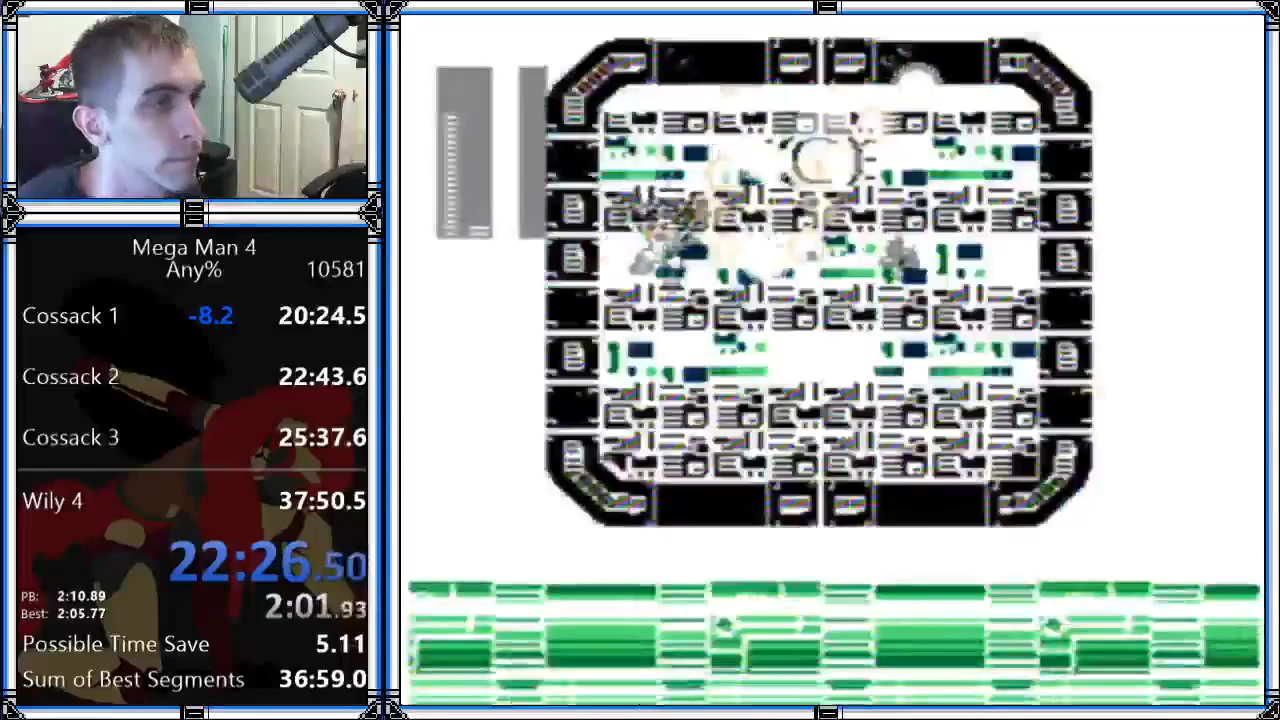 Mega Man 4
Any% 10581
Cossack 1 -8.2 20:24.5
Cossack 2 22:43.6
Cossack 3 25:37.6
Wily 4 37:50.5
22:26.50
PB: 2:10.89
Best: 2:05.77
2:01.93
Possible Time Save 5.11
Sum of Best Segments 36:59.0